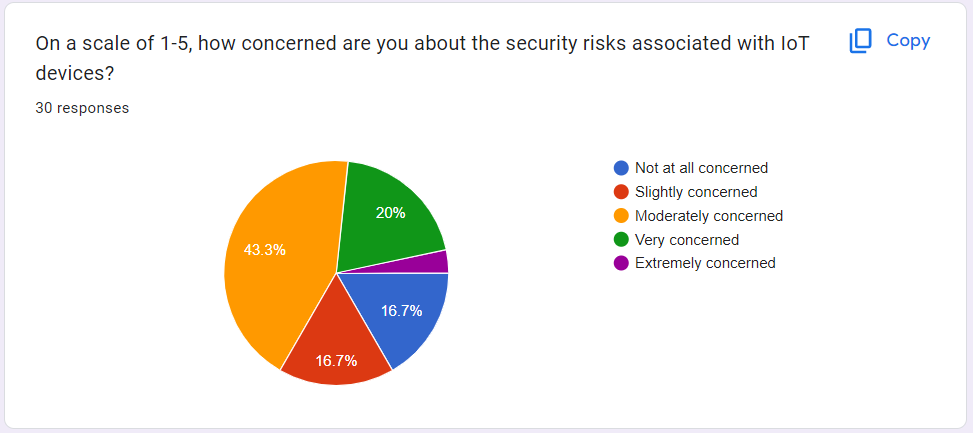 On a scale of 1-5, how concerned are you about the security risks associated with IoT
devices?
Copy
30 responses
20%
43.3%
16.7%
16.7%
Not at all concerned
Slightly concerned
Moderately concerned
Very concerned
Extremely concerned